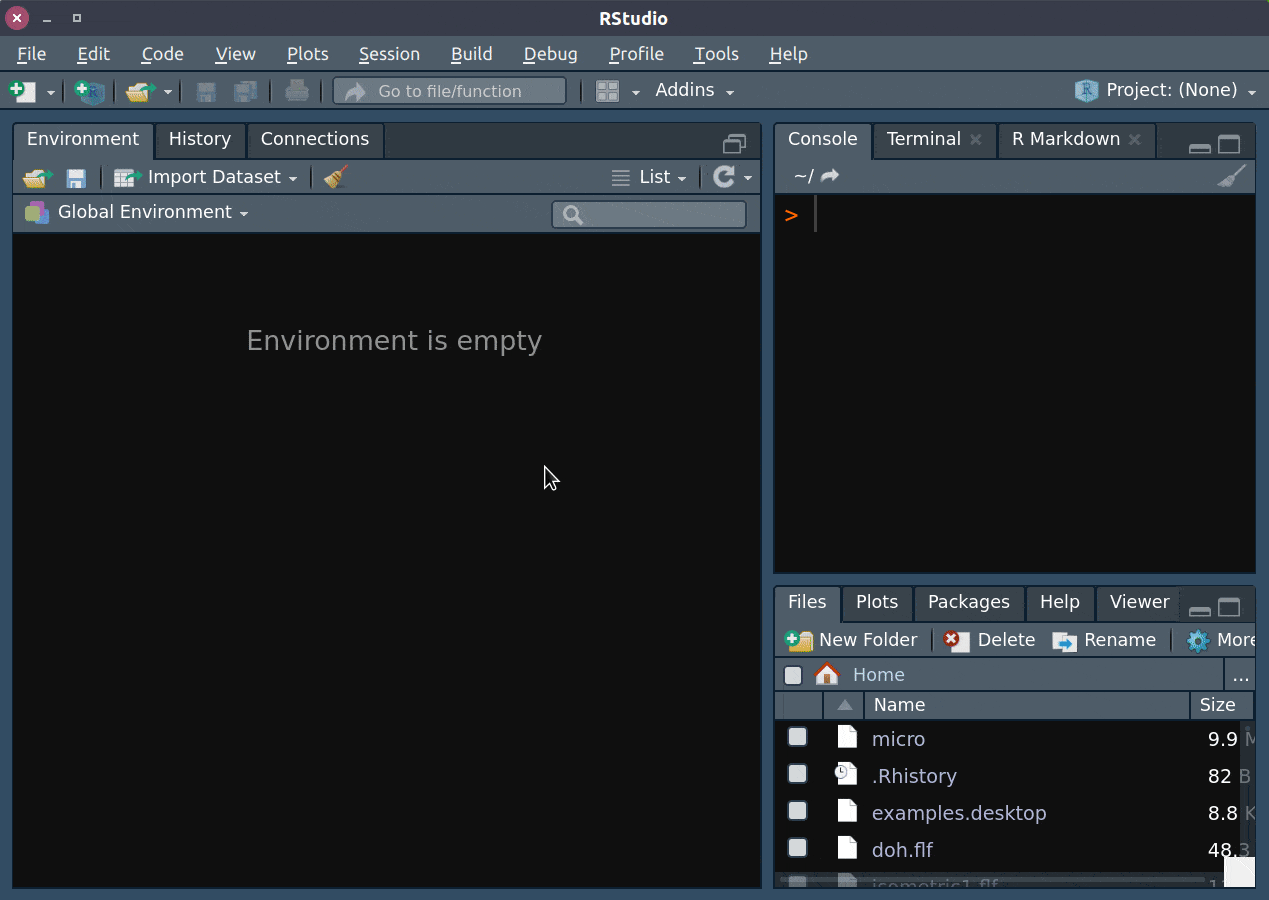 RStudio
File Edit Code View Plots Session Build Debug Profile Tools Help
Go to file/function Addins Project: (None)
Environment History Connections
Import Dataset List
Global Environment
Environment is empty
Console Terminal R Markdown
~/
>
Files Plots Packages Help Viewer
New Folder Delete Rename More
Home ...
Name Size
micro 9.9 M
.Rhistory 82 B
examples.desktop 8.8 K
doh.flf 48.3
isometric1.flf